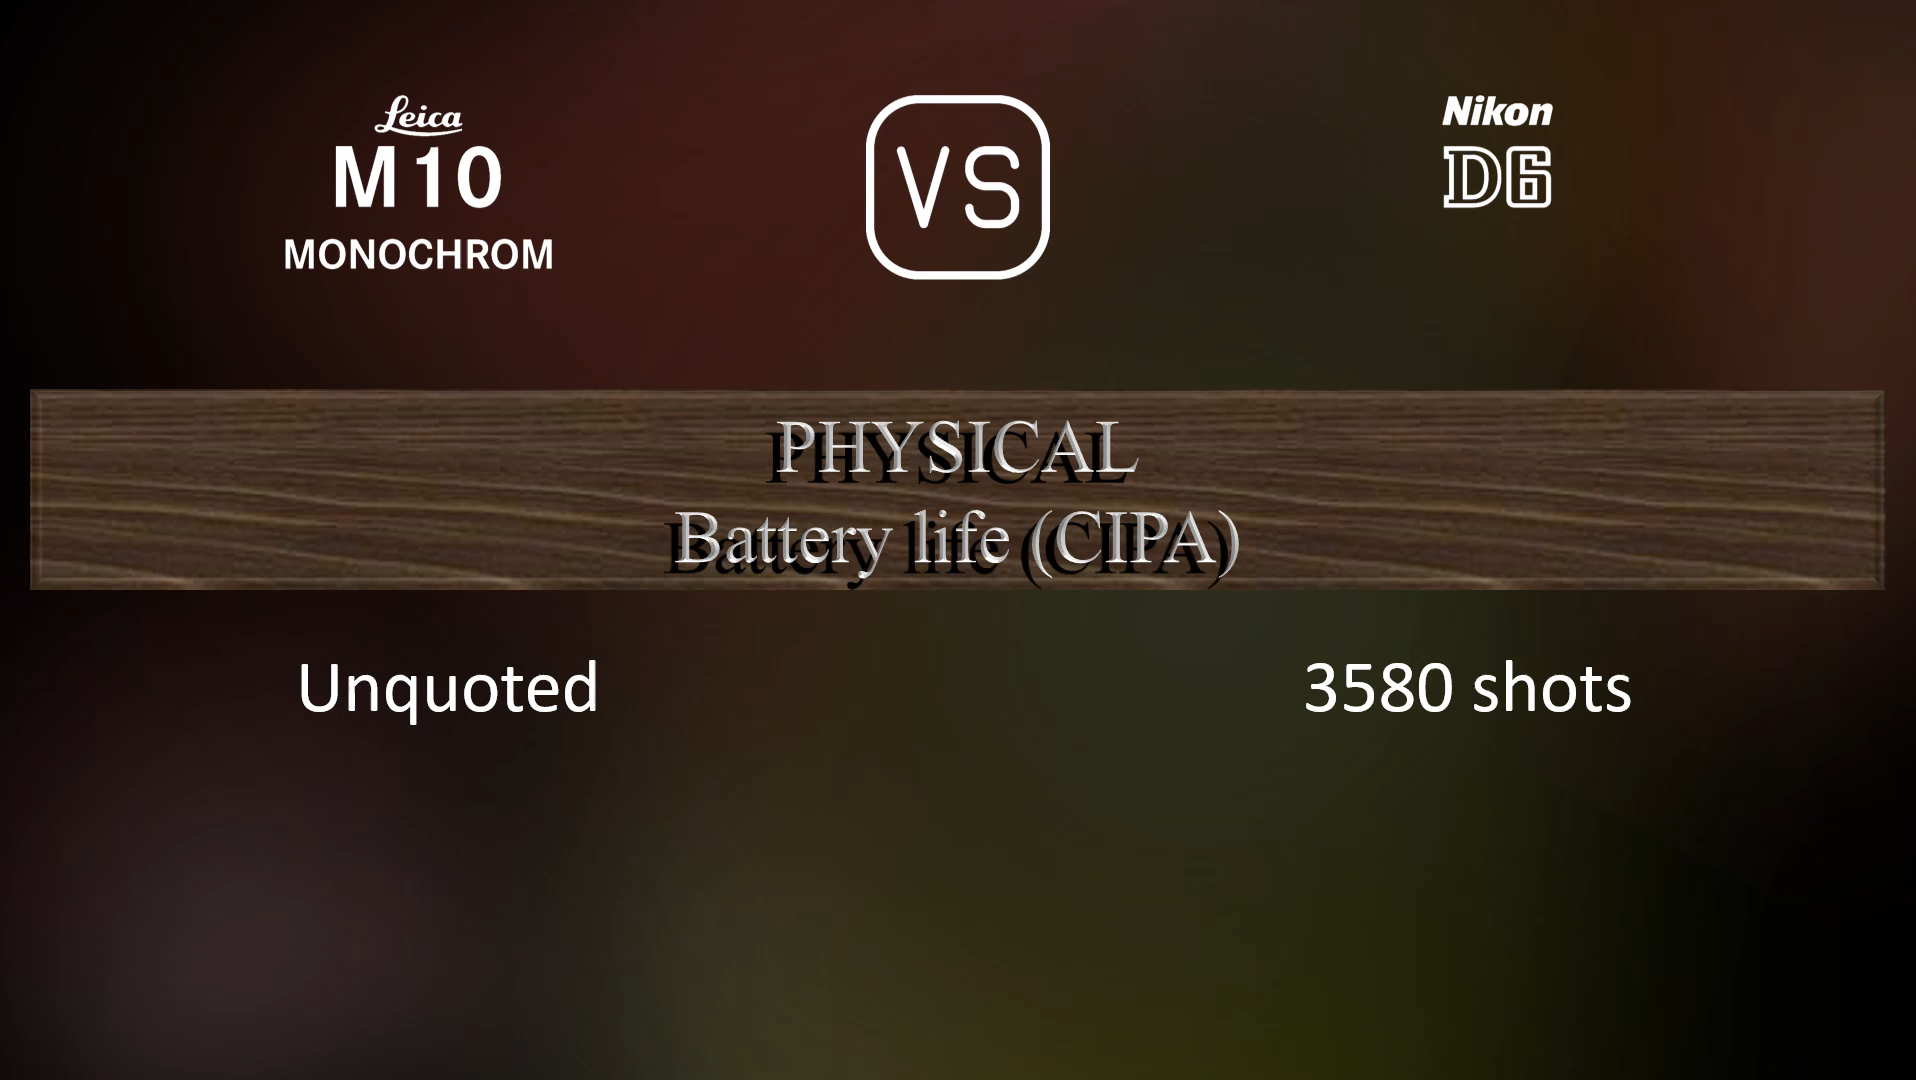 Leica
M10
MONOCHROM
VS
Nikon
D6
PHYSICAL
Battery life (CIPA)
Unquoted
3580 shots